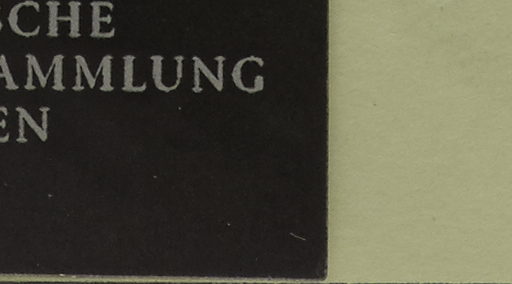 SCHE
AMMLUNG
EN